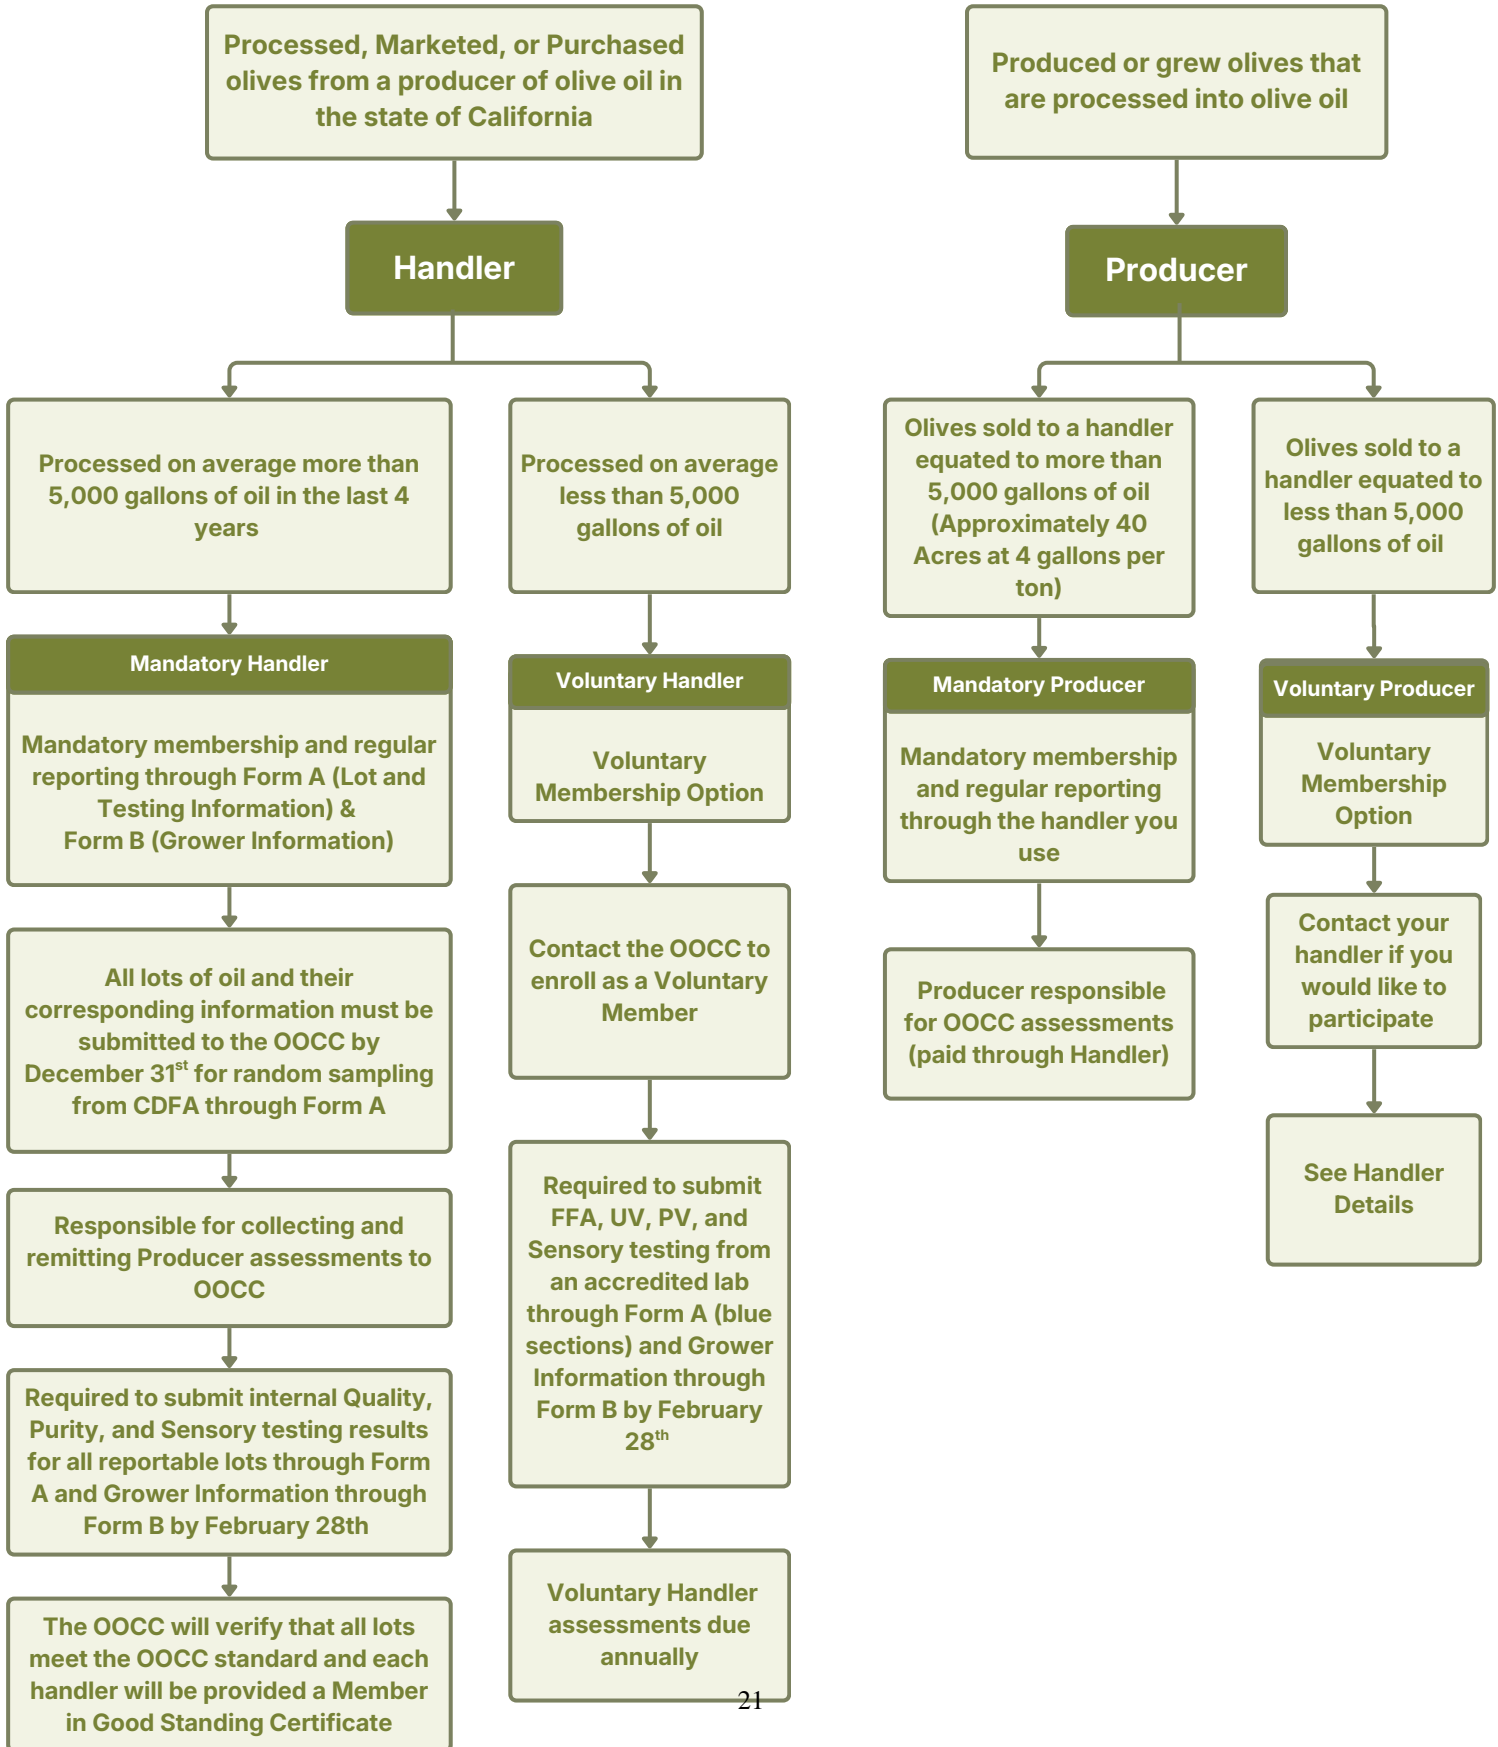 Processed, Marketed, or Purchased
olives from a producer of olive oil in
the state of California
Handler
Processed on average more than
5,000 gallons of oil in the last 4
years
Mandatory Handler
Mandatory membership and regular
reporting through Form A (Lot and
Testing Information) &
Form B (Grower Information)
All lots of oil and their
corresponding information must be
submitted to the OOCC by
December 31st for random sampling
from CDFA through Form A
Responsible for collecting and
remitting Producer assessments to
OOCC
Required to submit internal Quality,
Purity, and Sensory testing results
for all reportable lots through Form
A and Grower Information through
Form B by February 28th
The OOCC will verify that all lots
meet the OOCC standard and each
handler will be provided a Member
in Good Standing Certificate
Processed on average
less than 5,000
gallons of oil
Voluntary Handler
Voluntary
Membership Option
Contact the OOCC to
enroll as a Voluntary
Member
Required to submit
FFA, UV, PV, and
Sensory testing from
an accredited lab
through Form A (blue
sections) and Grower
Information through
Form B by February
28th
Voluntary Handler
assessments due
annually
Produced or grew olives that
are processed into olive oil
Producer
Olives sold to a handler
equated to more than
5,000 gallons of oil
(Approximately 40
Acres at 4 gallons per
ton)
Mandatory Producer
Mandatory membership
and regular reporting
through the handler you
use
Producer responsible
for OOCC assessments
(paid through Handler)
Olives sold to a
handler equated to
less than 5,000
gallons of oil
Voluntary Producer
Voluntary
Membership
Option
Contact your
handler if you
would like to
participate
See Handler
Details
21